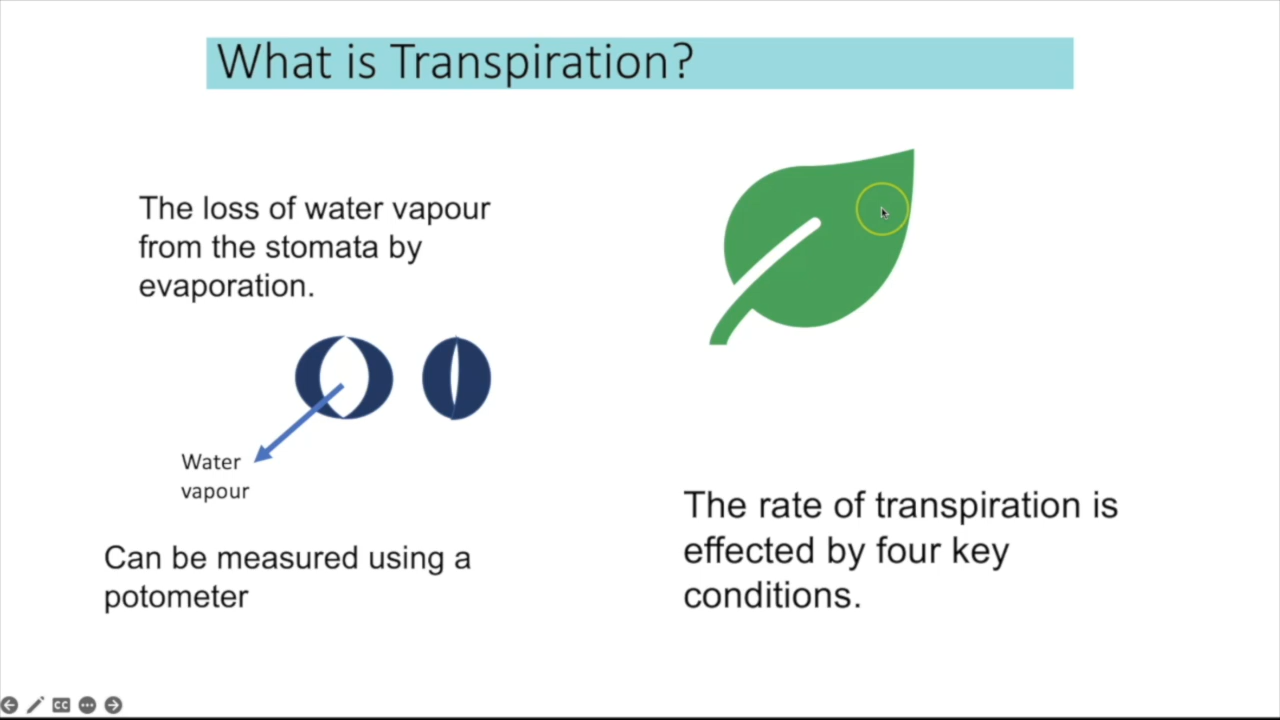 What is Transpiration?
The loss of water vapour
from the stomata by
evaporation.
Water
vapour
Can be measured using a
potometer
The rate of transpiration is
effected by four key
conditions.
CC